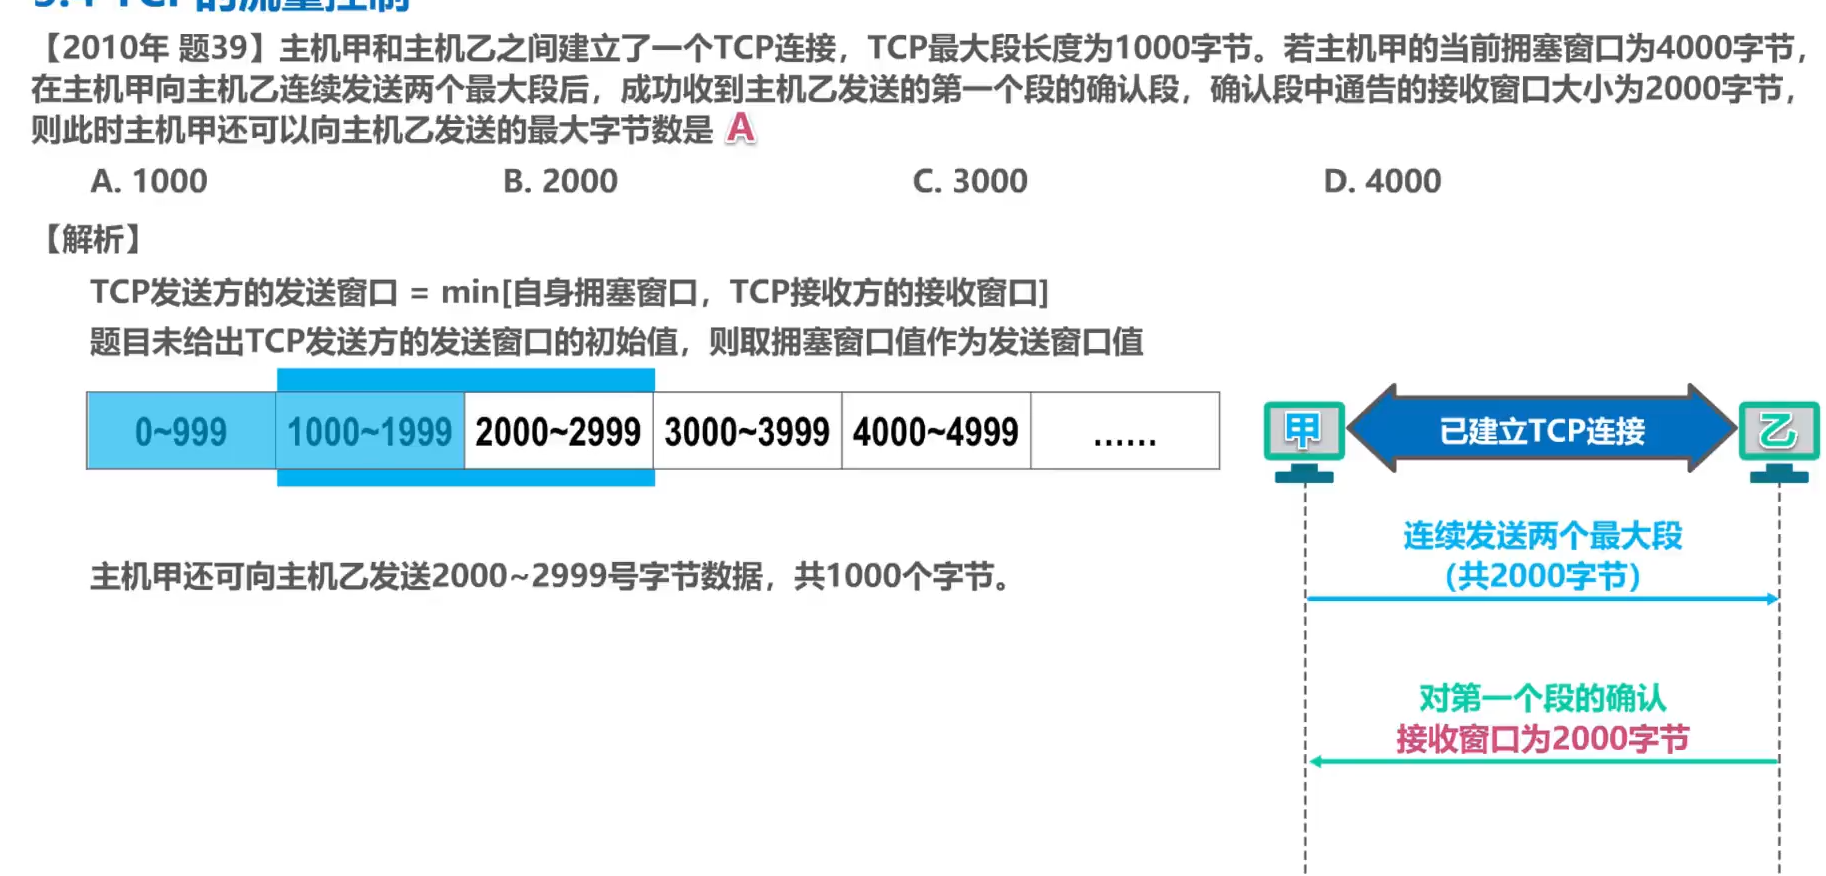 5.4 TCP的流量控制
【2010年 题39】主机甲和主机乙之间建立了一个TCP连接，TCP最大段长度为1000字节。若主机甲的当前拥塞窗口为4000字节，
在主机甲向主机乙连续发送两个最大段后，成功收到主机乙发送的第一个段的确认段，确认段中通告的接收窗口大小为2000字节，
则此时主机甲还可以向主机乙发送的最大字节数是 A
A. 1000 B. 2000 C. 3000 D. 4000
【解析】
TCP发送方的发送窗口 = min[自身拥塞窗口，TCP接收方的接收窗口]
题目未给出TCP发送方的发送窗口的初始值，则取拥塞窗口值作为发送窗口值
0~999 1000~1999 2000~2999 3000~3999 4000~4999 ......
甲 已建立TCP连接 乙
连续发送两个最大段
(共2000字节)
主机甲还可向主机乙发送2000~2999号字节数据，共1000个字节。
对第一个段的确认
接收窗口为2000字节